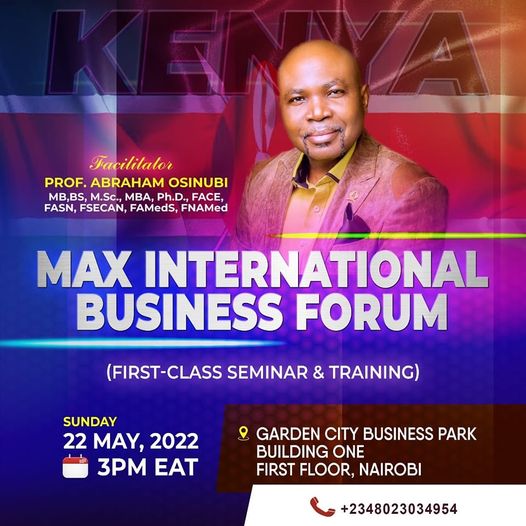 KENYA
Facilitator
PROF. ABRAHAM OSINUBI
MB,BS, M.Sc., MBA, Ph.D., FACE,
FASN, FSECAN, FAMedS, FNAMed
MAX INTERNATIONAL
BUSINESS FORUM
(FIRST-CLASS SEMINAR & TRAINING)
SUNDAY
22 MAY, 2022
3PM EAT
GARDEN CITY BUSINESS PARK
BUILDING ONE
FIRST FLOOR, NAIROBI
+2348023034954